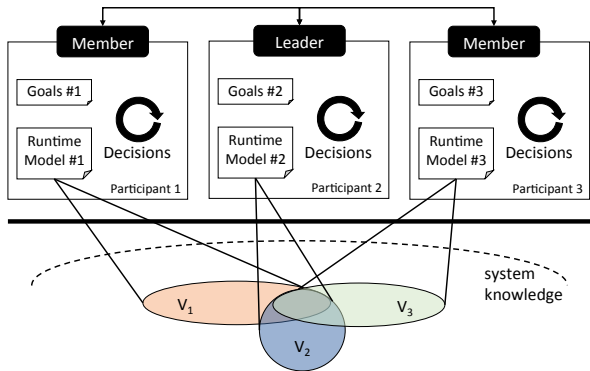 Member
Leader
Member
Goals #1
Goals #2
Goals #3
Runtime
Model #1
Decisions
Runtime
Model #2
Decisions
Runtime
Model #3
Decisions
Participant 1
Participant 2
Participant 3
system
knowledge
V1
V2
V3